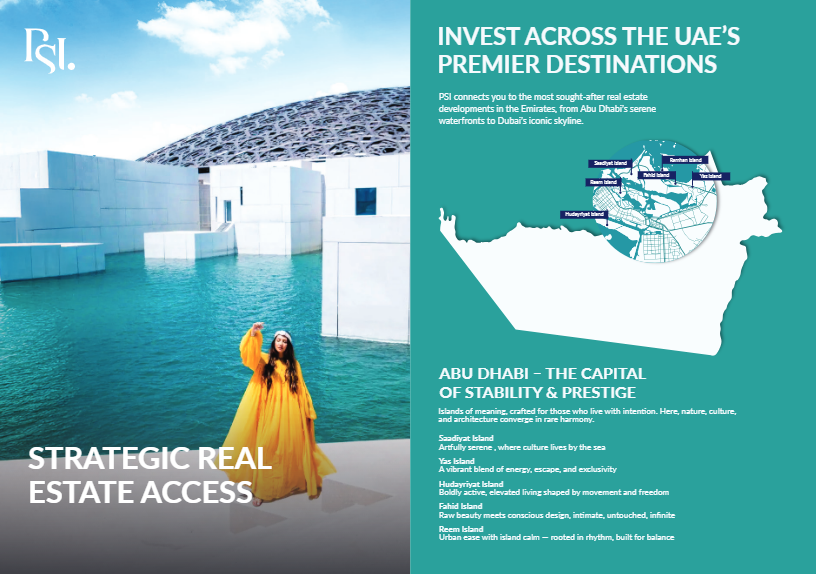 PSI.
STRATEGIC REAL
ESTATE ACCESS
INVEST ACROSS THE UAE'S
PREMIER DESTINATIONS
PSI connects you to the most sought-after real estate
developments in the Emirates, from Abu Dhabi's serene
waterfronts to Dubai's iconic skyline.
Saadiyat Island
Ramhan Island
Fahid Island
Yas Island
Reem Island
Hudayriyat Island
ABU DHABI – THE CAPITAL
OF STABILITY & PRESTIGE
Islands of meaning, crafted for those who live with intention. Here, nature, culture,
and architecture converge in rare harmony.
Saadiyat Island
Artfully serene , where culture lives by the sea
Yas Island
A vibrant blend of energy, escape, and exclusivity
Hudayriyat Island
Boldly active, elevated living shaped by movement and freedom
Fahid Island
Raw beauty meets conscious design, intimate, untouched, infinite
Reem Island
Urban ease with island calm — rooted in rhythm, built for balance